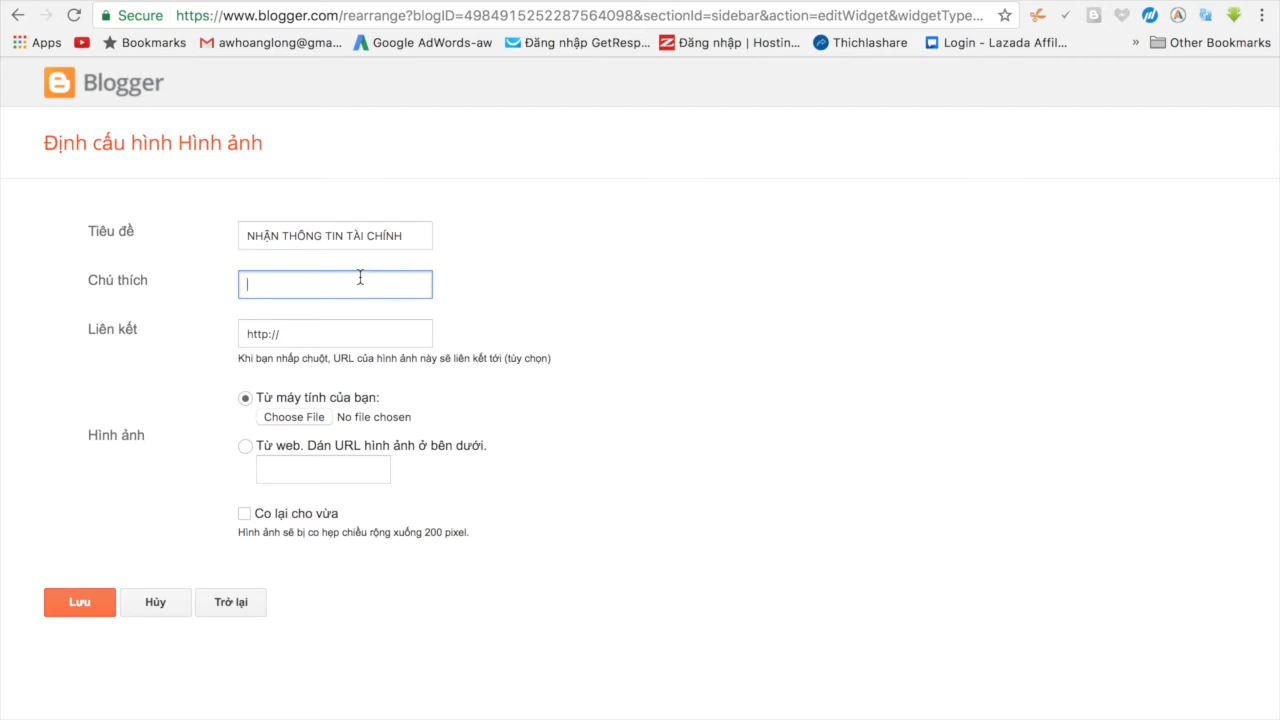 Secure https://www.blogger.com/rearrange?blogID=4984915252287564098&sectionId=sidebar&action=editWidget&widgetType...
Apps Bookmarks awhoanglong@gma... Google AdWords-aw Đăng nhập GetResp... Đăng nhập | Hostin... Thichlashare Login - Lazada Affil... » Other Bookmarks
Blogger
Định cấu hình Hình ảnh
Tiêu đề NHẬN THÔNG TIN TÀI CHÍNH
Chú thích
Liên kết http://
Khi bạn nhấp chuột, URL của hình ảnh này sẽ liên kết tới (tùy chọn)
Từ máy tính của bạn:
Choose File No file chosen
Hình ảnh
Từ web. Dán URL hình ảnh ở bên dưới.
Co lại cho vừa
Hình ảnh sẽ bị co hẹp chiều rộng xuống 200 pixel.
Lưu Hủy Trở lại